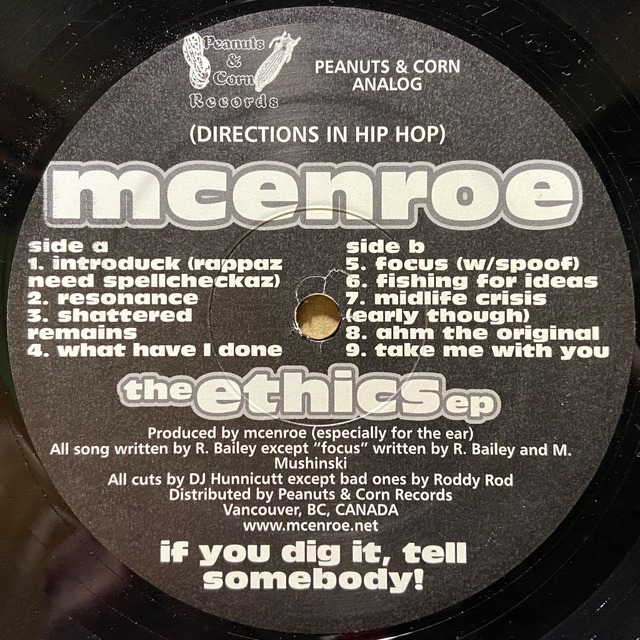 Peanuts
&
Corn
Records
PEANUTS & CORN
ANALOG
(DIRECTIONS IN HIP HOP)
mcenroe
side a
1. introduck (rappaz
need spellcheckaz)
2. resonance
3. shattered
remains
4. what have I done
side b
5. focus (w/spoof)
6. fishing for ideas
7. midlife crisis
(early though)
8. ahm the original
9. take me with you
the ethics ep
Produced by mcenroe (especially for the ear)
All song written by R. Bailey except “focus” written by R. Bailey and M.
Mushinski
All cuts by DJ Hunnicutt except bad ones by Roddy Rod
Distributed by Peanuts & Corn Records
Vancouver, BC, CANADA
www.mcenroe.net
if you dig it, tell
somebody!